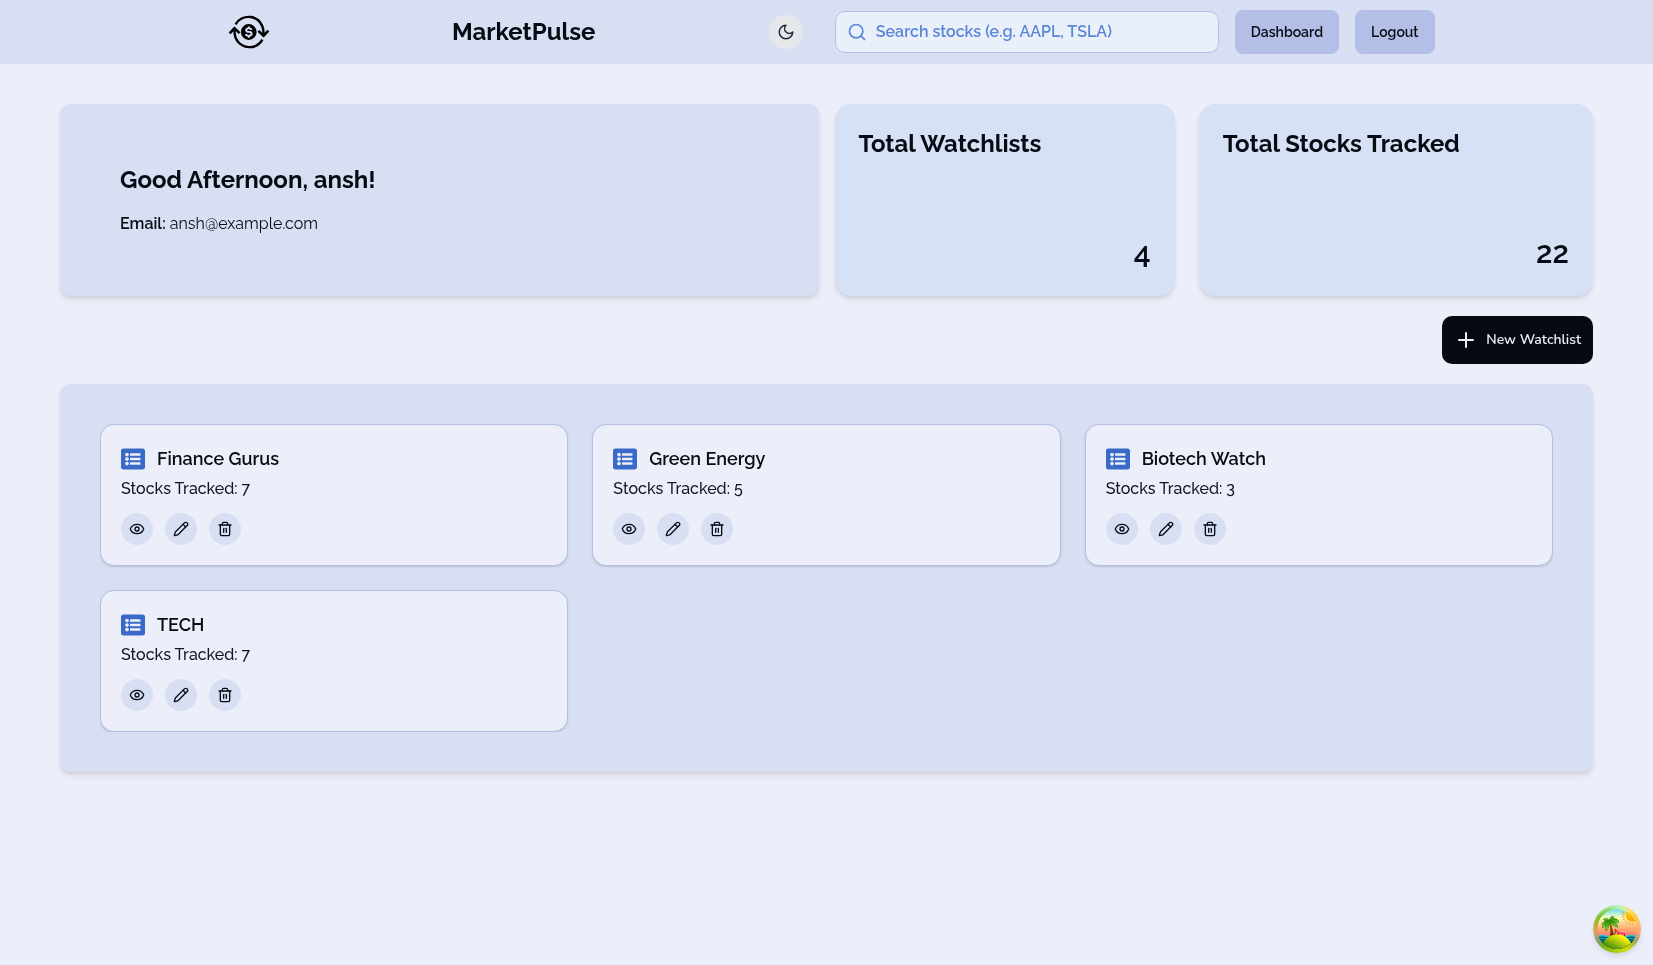 MarketPulse
Search stocks (e.g. AAPL, TSLA)
Dashboard
Logout
Good Afternoon, ansh!
Email: ansh@example.com
Total Watchlists
4
Total Stocks Tracked
22
New Watchlist
Finance Gurus
Stocks Tracked: 7
Green Energy
Stocks Tracked: 5
Biotech Watch
Stocks Tracked: 3
TECH
Stocks Tracked: 7